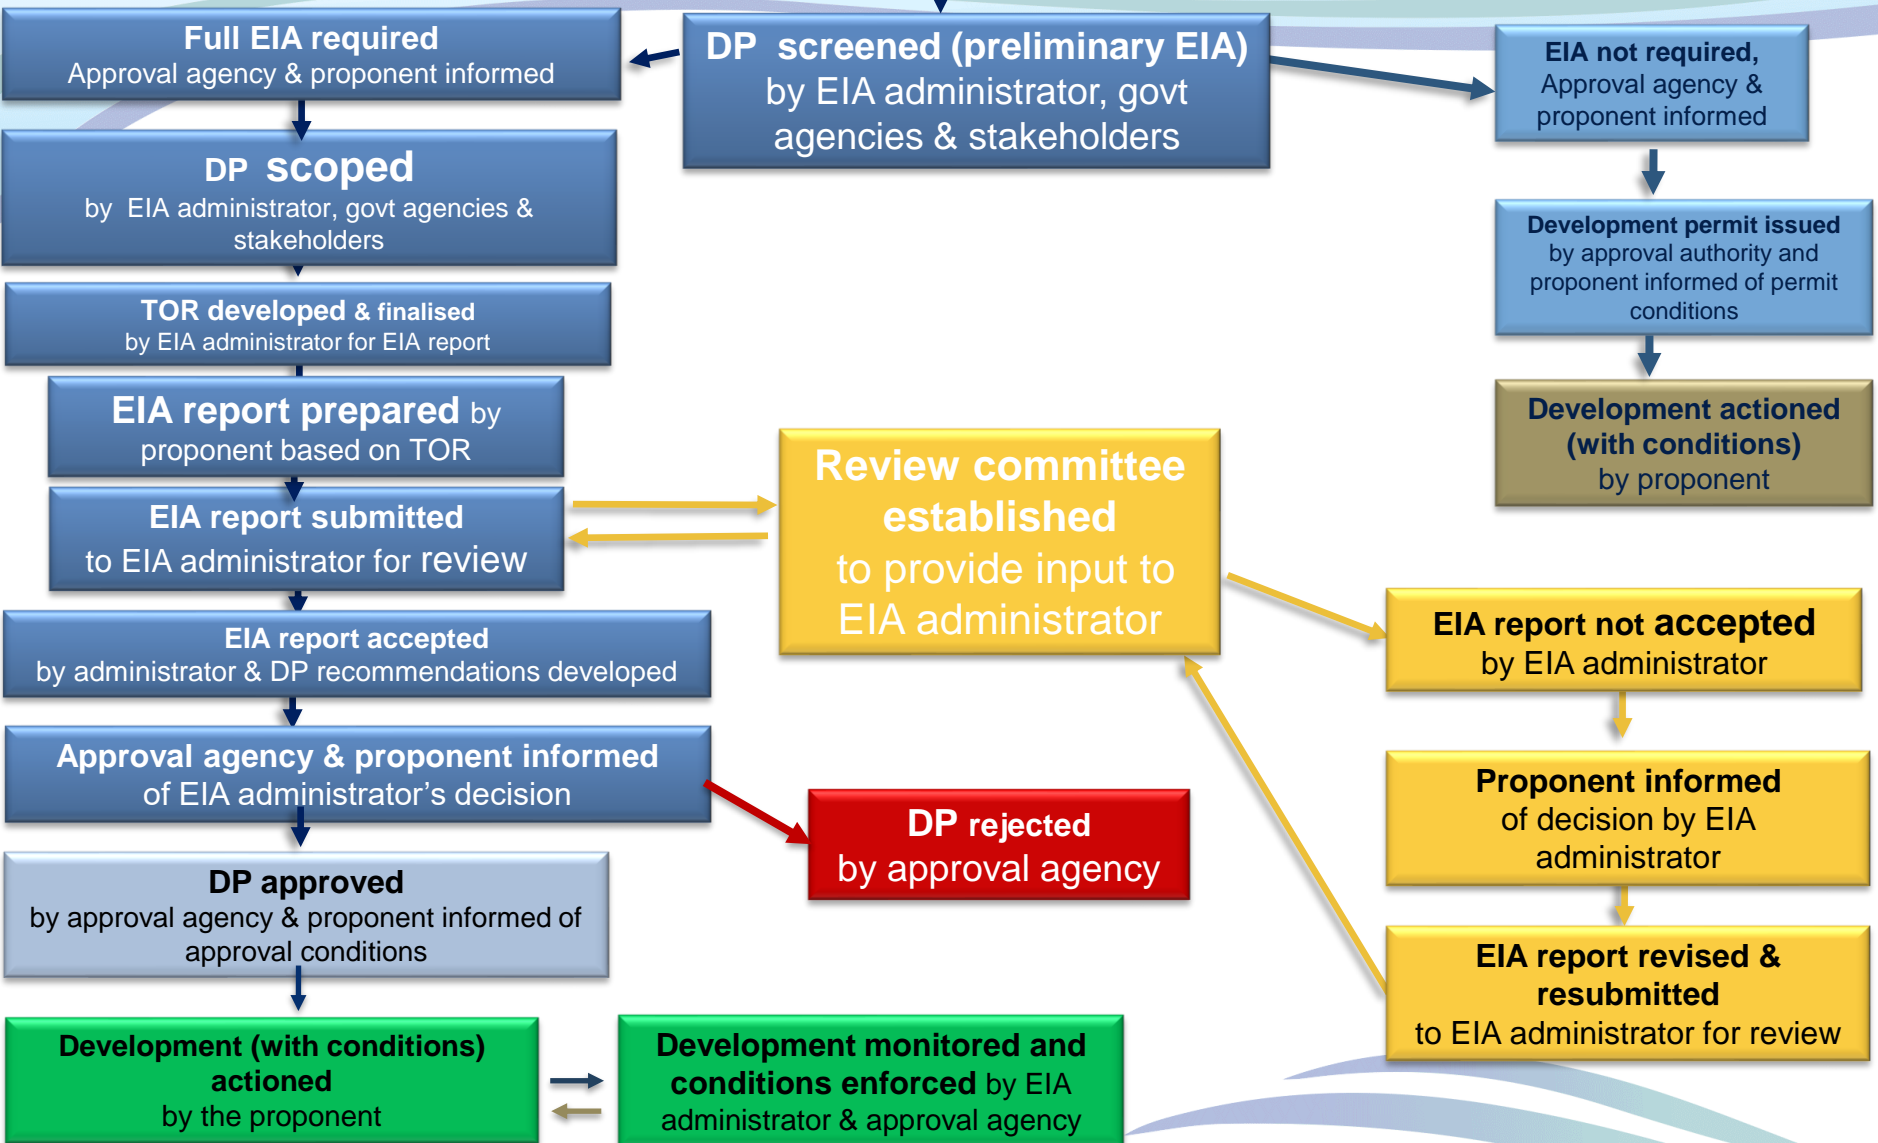 Full EIA required
Approval agency & proponent informed
DP screened (preliminary EIA)
by EIA administrator, govt
agencies & stakeholders
EIA not required,
Approval agency &
proponent informed
DP scoped
by EIA administrator, govt agencies &
stakeholders
Development permit issued
by approval authority and
proponent informed of permit
conditions
TOR developed & finalised
by EIA administrator for EIA report
EIA report prepared by
proponent based on TOR
Development actioned
(with conditions)
by proponent
Review committee
established
to provide input to
EIA administrator
EIA report submitted
to EIA administrator for review
EIA report not accepted
by EIA administrator
EIA report accepted
by administrator & DP recommendations developed
Approval agency & proponent informed
of EIA administrator's decision
Proponent informed
of decision by EIA
administrator
DP rejected
by approval agency
DP approved
by approval agency & proponent informed of
approval conditions
EIA report revised &
resubmitted
to EIA administrator for review
Development (with conditions)
actioned
by the proponent
Development monitored and
conditions enforced by EIA
administrator & approval agency